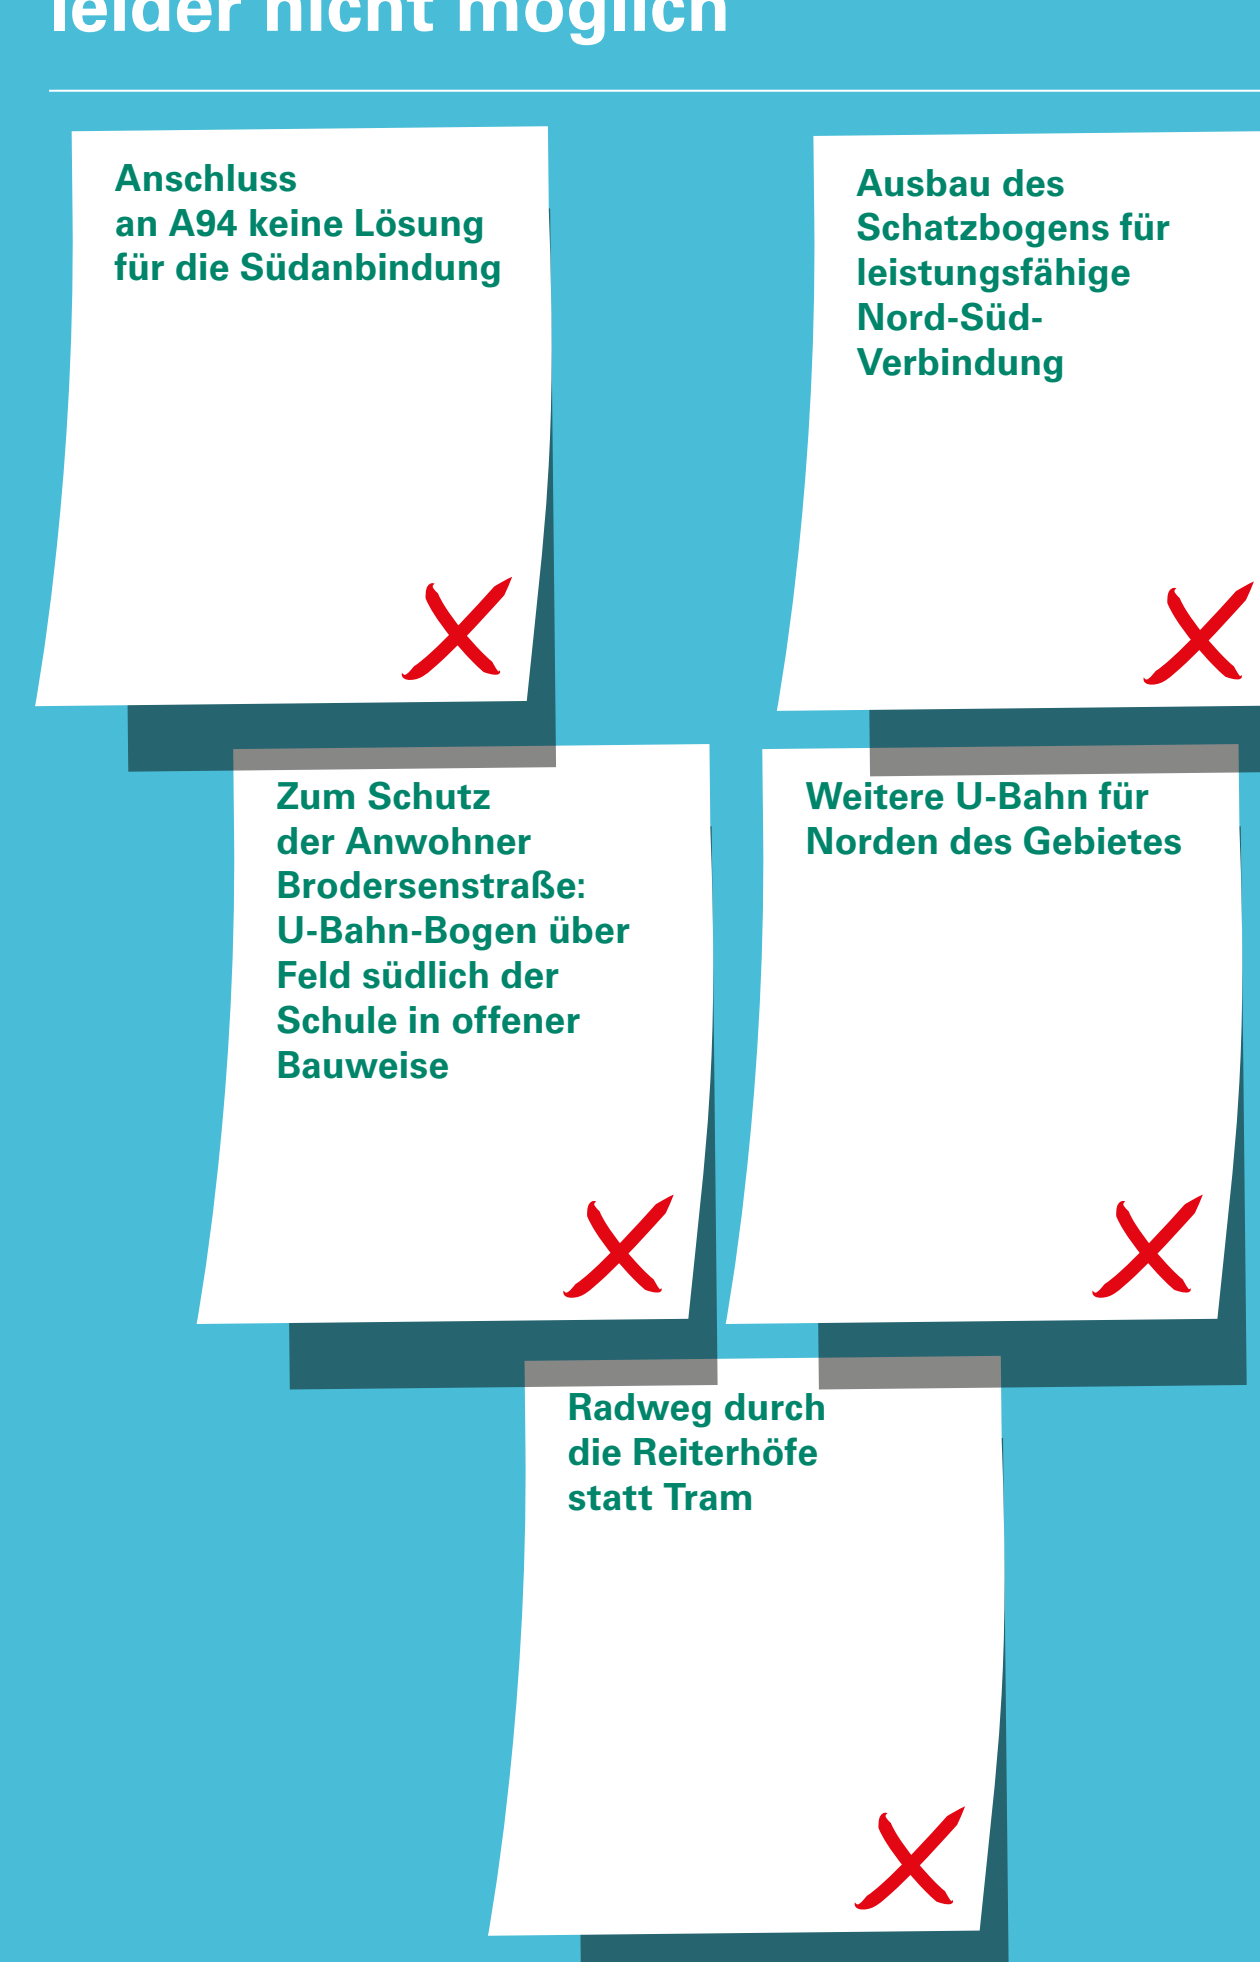 leider nicht möglich
Anschluss
an A94 keine Lösung
für die Südanbindung
Ausbau des
Schatzbogens für
leistungsfähige
Nord-Süd-
Verbindung
Zum Schutz
der Anwohner
Brodersenstraße:
U-Bahn-Bogen über
Feld südlich der
Schule in offener
Bauweise
Weitere U-Bahn für
Norden des Gebietes
Radweg durch
die Reiterhöfe
statt Tram